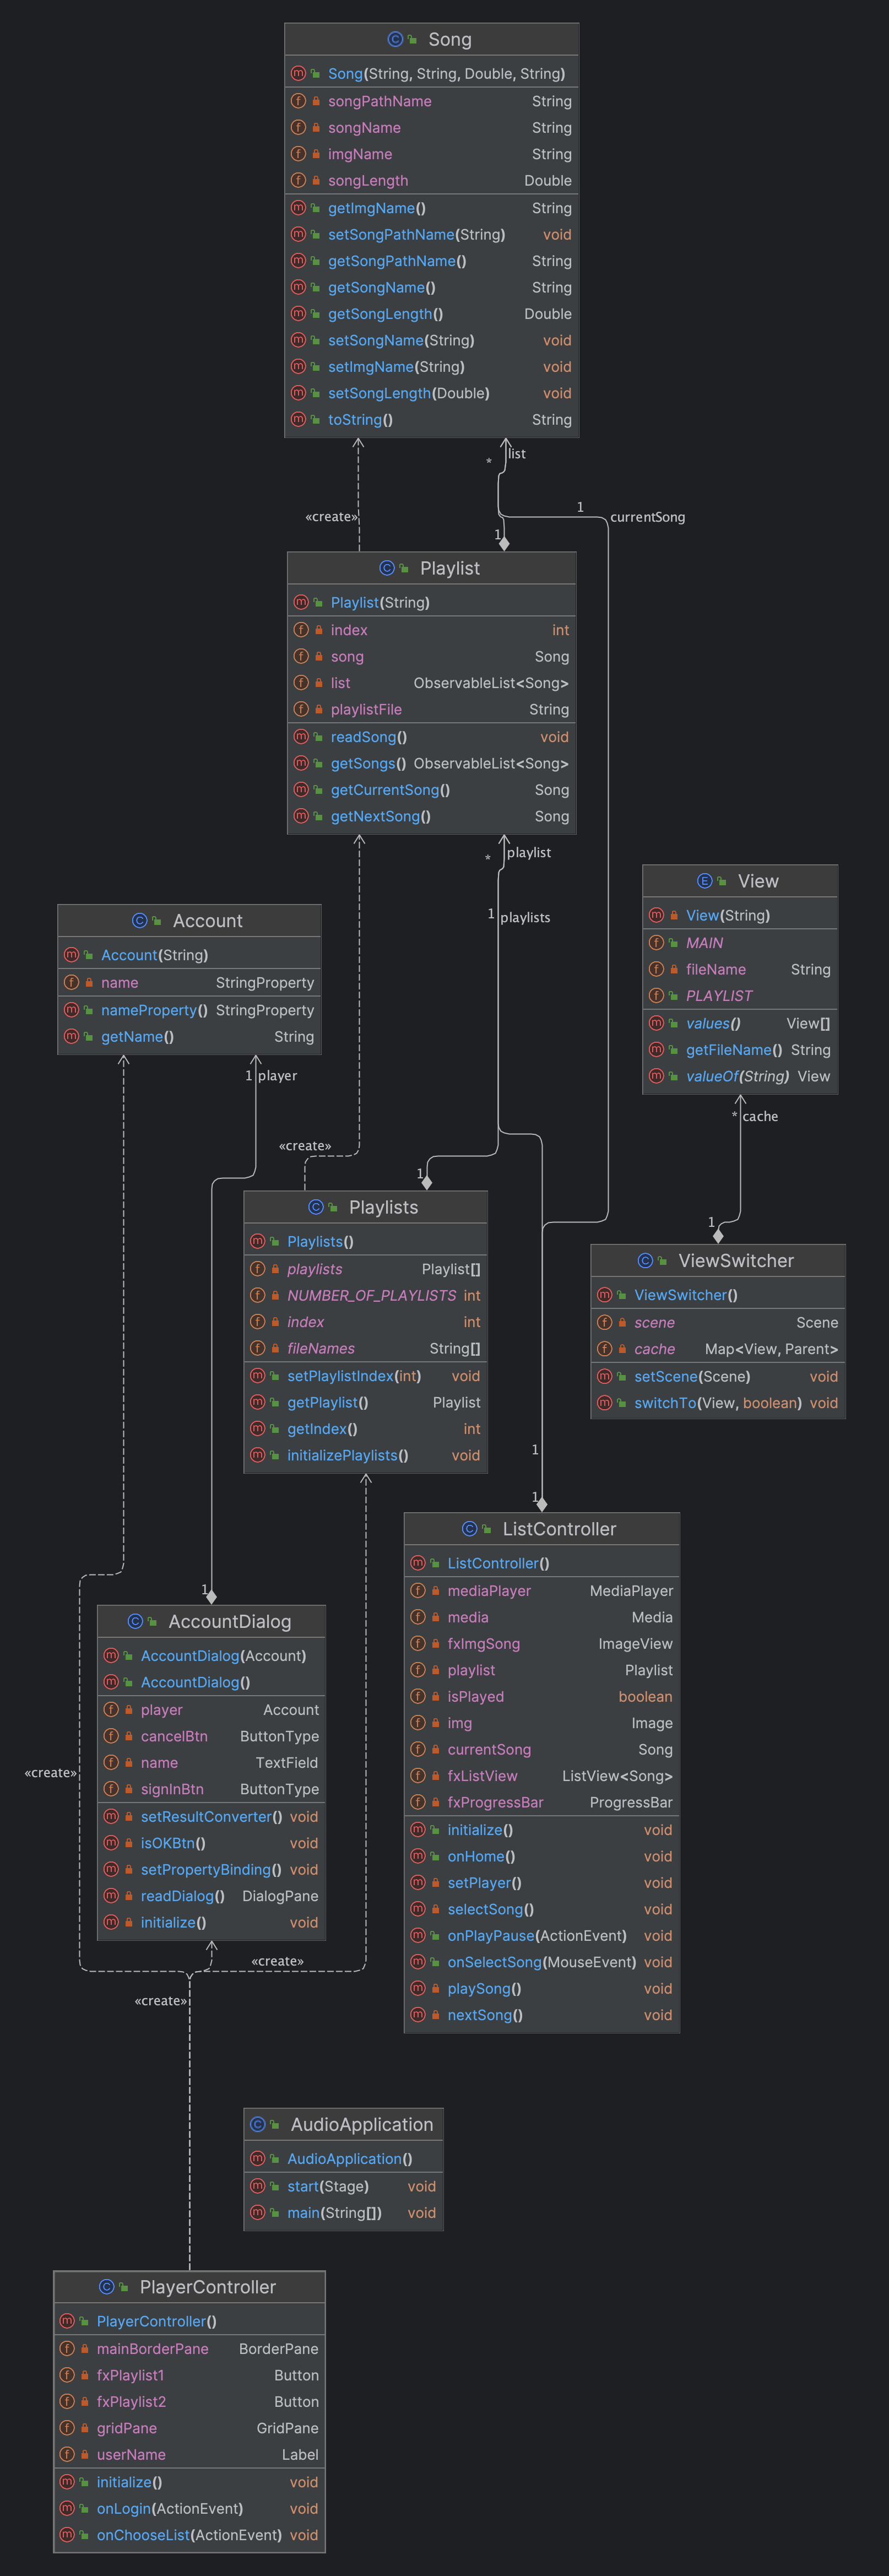 Song
Song(String, String, Double, String)
songPathName String
songName String
imgName String
songLength Double
getImgName() String
setSongPathName(String) void
getSongPathName() String
getSongName() String
getSongLength() Double
setSongName(String) void
setImgName(String) void
setSongLength(Double) void
toString() String
list
*
1
«create»
currentSong
1
Playlist
Playlist(String)
index int
song Song
list ObservableList<Song>
playlistFile String
readSong() void
getSongs() ObservableList<Song>
getCurrentSong() Song
getNextSong() Song
* playlist
1 playlists
View
View(String)
MAIN
fileName String
PLAYLIST
values() View[]
getFileName() String
valueOf(String) View
* cache
Account
Account(String)
name StringProperty
nameProperty() StringProperty
getName() String
1 player
«create»
1
1
Playlists
Playlists()
playlists Playlist[]
NUMBER_OF_PLAYLISTS int
index int
fileNames String[]
setPlaylistIndex(int) void
getPlaylist() Playlist
getIndex() int
initializePlaylists() void
ViewSwitcher
ViewSwitcher()
scene Scene
cache Map<View, Parent>
setScene(Scene) void
switchTo(View, boolean) void
1
1
ListController
ListController()
mediaPlayer MediaPlayer
media Media
fxImgSong ImageView
playlist Playlist
isPlayed boolean
img Image
currentSong Song
fxListView ListView<Song>
fxProgressBar ProgressBar
initialize() void
onHome() void
setPlayer() void
selectSong() void
onPlayPause(ActionEvent) void
onSelectSong(MouseEvent) void
playSong() void
nextSong() void
1
AccountDialog
AccountDialog(Account)
AccountDialog()
player Account
cancelBtn ButtonType
name TextField
signInBtn ButtonType
setResultConverter() void
isOKBtn() void
setPropertyBinding() void
readDialog() DialogPane
initialize() void
«create»
«create»
«create»
AudioApplication
AudioApplication()
start(Stage) void
main(String[]) void
PlayerController
PlayerController()
mainBorderPane BorderPane
fxPlaylist1 Button
fxPlaylist2 Button
gridPane GridPane
userName Label
initialize() void
onLogin(ActionEvent) void
onChooseList(ActionEvent) void